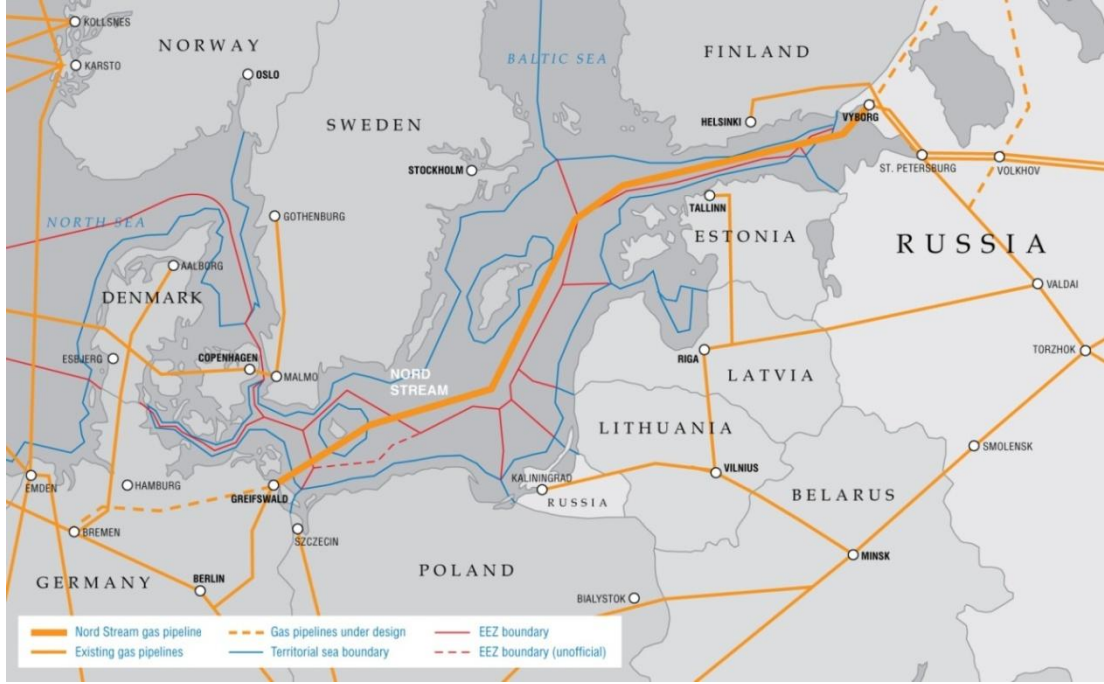 KOLLSNES
NORWAY
KARSTO
OSLO
BALTIC SEA
FINLAND
HELSINKI
VYBORG
SWEDEN
STOCKHOLM
ST. PETERSBURG
VOLKHOV
NORTH SEA
GOTHENBURG
TALLINN
ESTONIA
RUSSIA
AALBORG
DENMARK
VALDAI
ESBJERG
COPENHAGEN
MALMO
NORD
STREAM
RIGA
LATVIA
TORZHOK
LITHUANIA
SMOLENSK
EMDEN
HAMBURG
GREIFSWALD
KALININGRAD
RUSSIA
VILNIUS
BELARUS
BREMEN
SZCZECIN
MINSK
GERMANY
BERLIN
POLAND
BIALYSTOK
Nord Stream gas pipeline
Existing gas pipelines
Gas pipelines under design
Territorial sea boundary
EEZ boundary
EEZ boundary (unofficial)